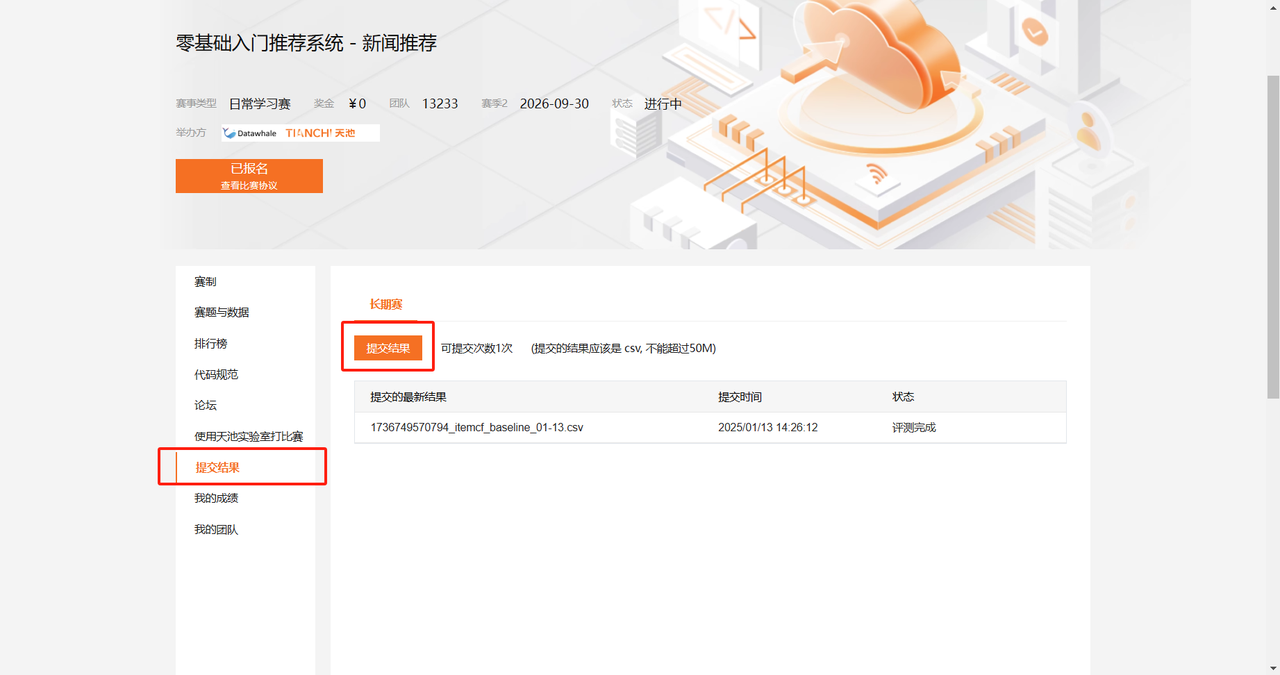 零基础入门推荐系统 - 新闻推荐
赛事类型 日常学习赛 奖金 ¥0 团队 13233 赛季2 2026-09-30 状态 进行中
举办方 Datawhale TIANCHI 天池
已报名
查看比赛协议
赛制
赛题与数据
排行榜
代码规范
论坛
使用天池实验室打比赛
提交结果
我的成绩
我的团队
长期赛
提交结果 可提交次数1次 (提交的结果应该是 csv, 不能超过50M)
提交的最新结果 提交时间 状态
1736749570794_itemcf_baseline_01-13.csv 2025/01/13 14:26:12 评测完成